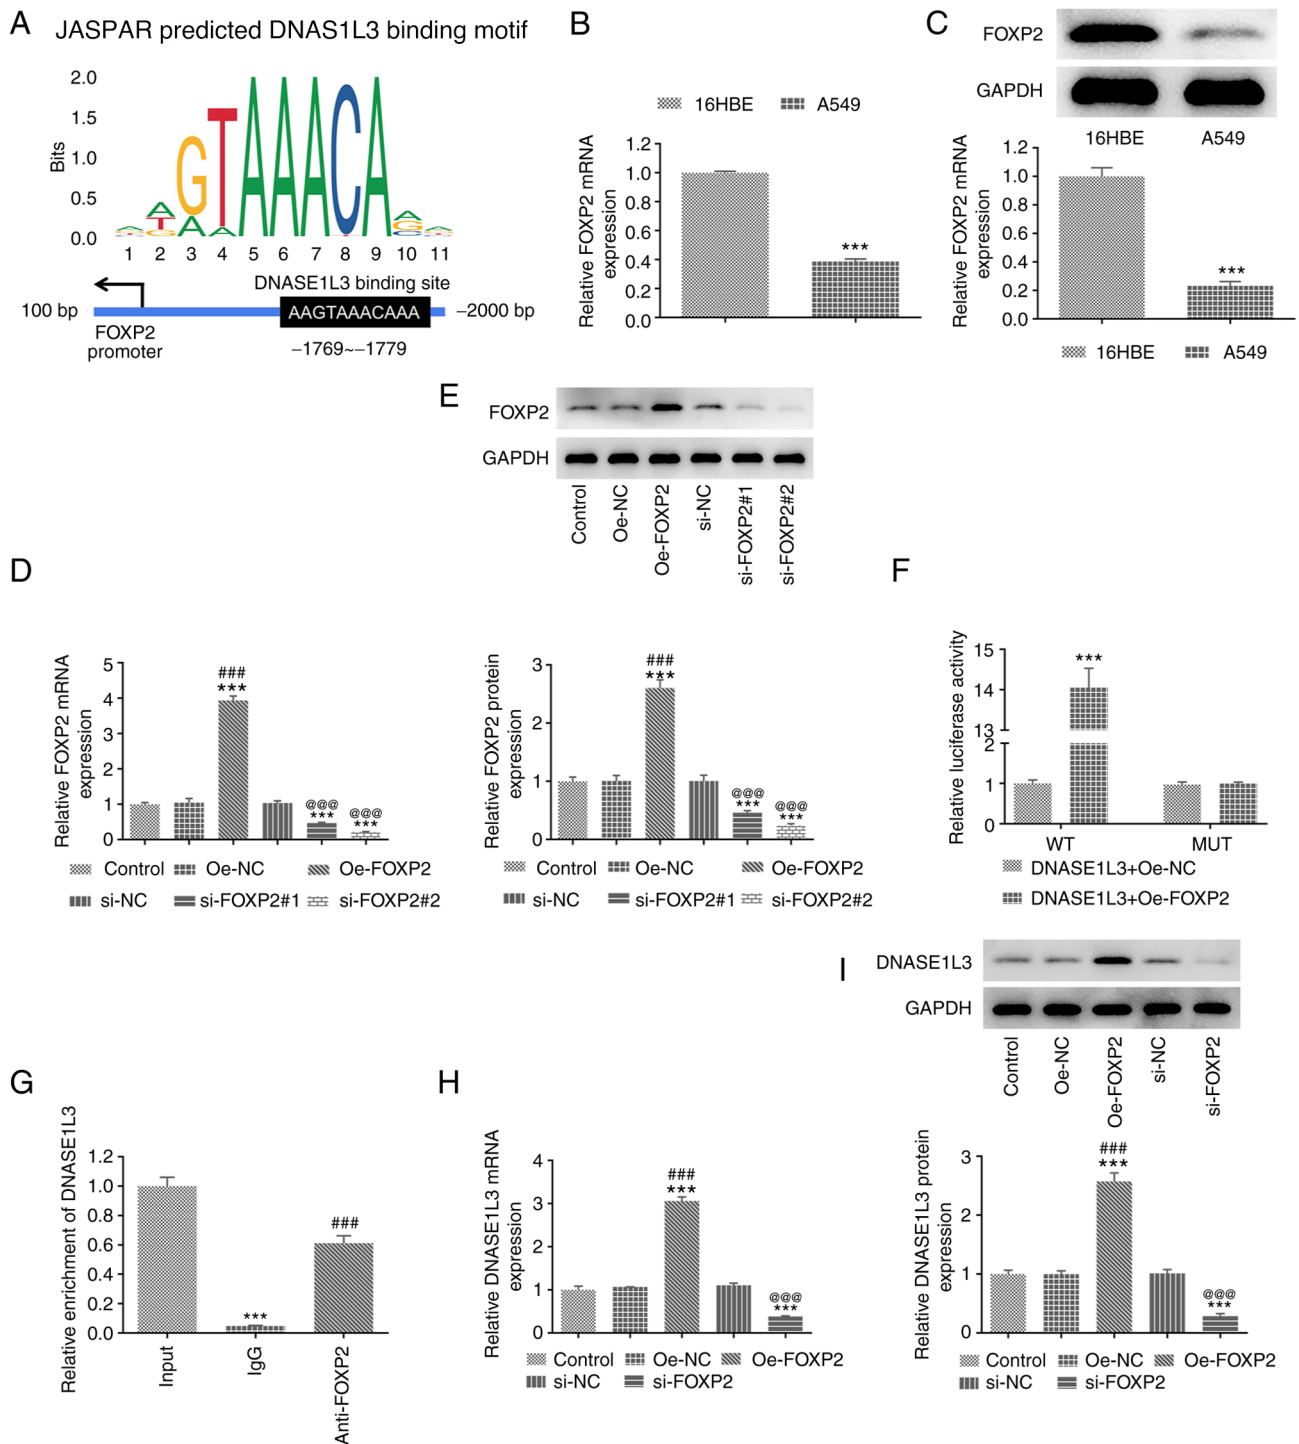 A
JASPAR predicted DNAS1L3 binding motif
Bits
2.0
1.5
1.0
0.5
0.0
GTAAACA
1 2 3 4 5 6 7 8 9 10 11
DNASE1L3 binding site
100 bp
AAGTAAACAAA
−2000 bp
FOXP2
promoter
−1769~−1779
B
16HBE A549
Relative FOXP2 mRNA
expression
1.2
1.0
0.8
0.6
0.4
0.2
0.0
***
C
FOXP2
GAPDH
16HBE A549
Relative FOXP2 mRNA
expression
1.2
1.0
0.8
0.6
0.4
0.2
0.0
***
16HBE A549
E
FOXP2
GAPDH
Control
Oe-NC
Oe-FOXP2
si-NC
si-FOXP2#1
si-FOXP2#2
D
Relative FOXP2 mRNA
expression
5
4
3
2
1
0
###
***
@@@
***
@@@
***
Control Oe-NC Oe-FOXP2
si-NC si-FOXP2#1 si-FOXP2#2
Relative FOXP2 protein
expression
3
2
1
0
###
***
@@@
***
@@@
***
Control Oe-NC Oe-FOXP2
si-NC si-FOXP2#1 si-FOXP2#2
F
Relative luciferase activity
15
14
13
2
1
0
***
WT MUT
DNASE1L3+Oe-NC
DNASE1L3+Oe-FOXP2
I
DNASE1L3
GAPDH
Control
Oe-NC
Oe-FOXP2
si-NC
si-FOXP2
G
Relative enrichment of DNASE1L3
1.2
1.0
0.8
0.6
0.4
0.2
0.0
***
###
Input
IgG
Anti-FOXP2
H
Relative DNASE1L3 mRNA
expression
4
3
2
1
0
###
***
@@@
***
Control Oe-NC Oe-FOXP2
si-NC si-FOXP2
Relative DNASE1L3 protein
expression
3
2
1
0
###
***
@@@
***
Control Oe-NC Oe-FOXP2
si-NC si-FOXP2